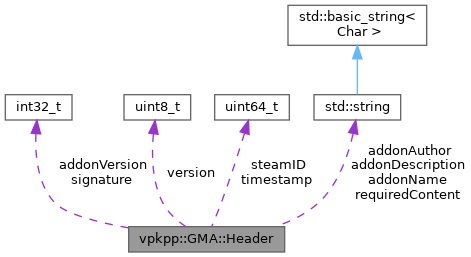 std::basic_string<
Char >
int32_t
uint8_t
uint64_t
std::string
addonVersion
signature
version
steamID
timestamp
addonAuthor
addonDescription
addonName
requiredContent
vpkpp::GMA::Header